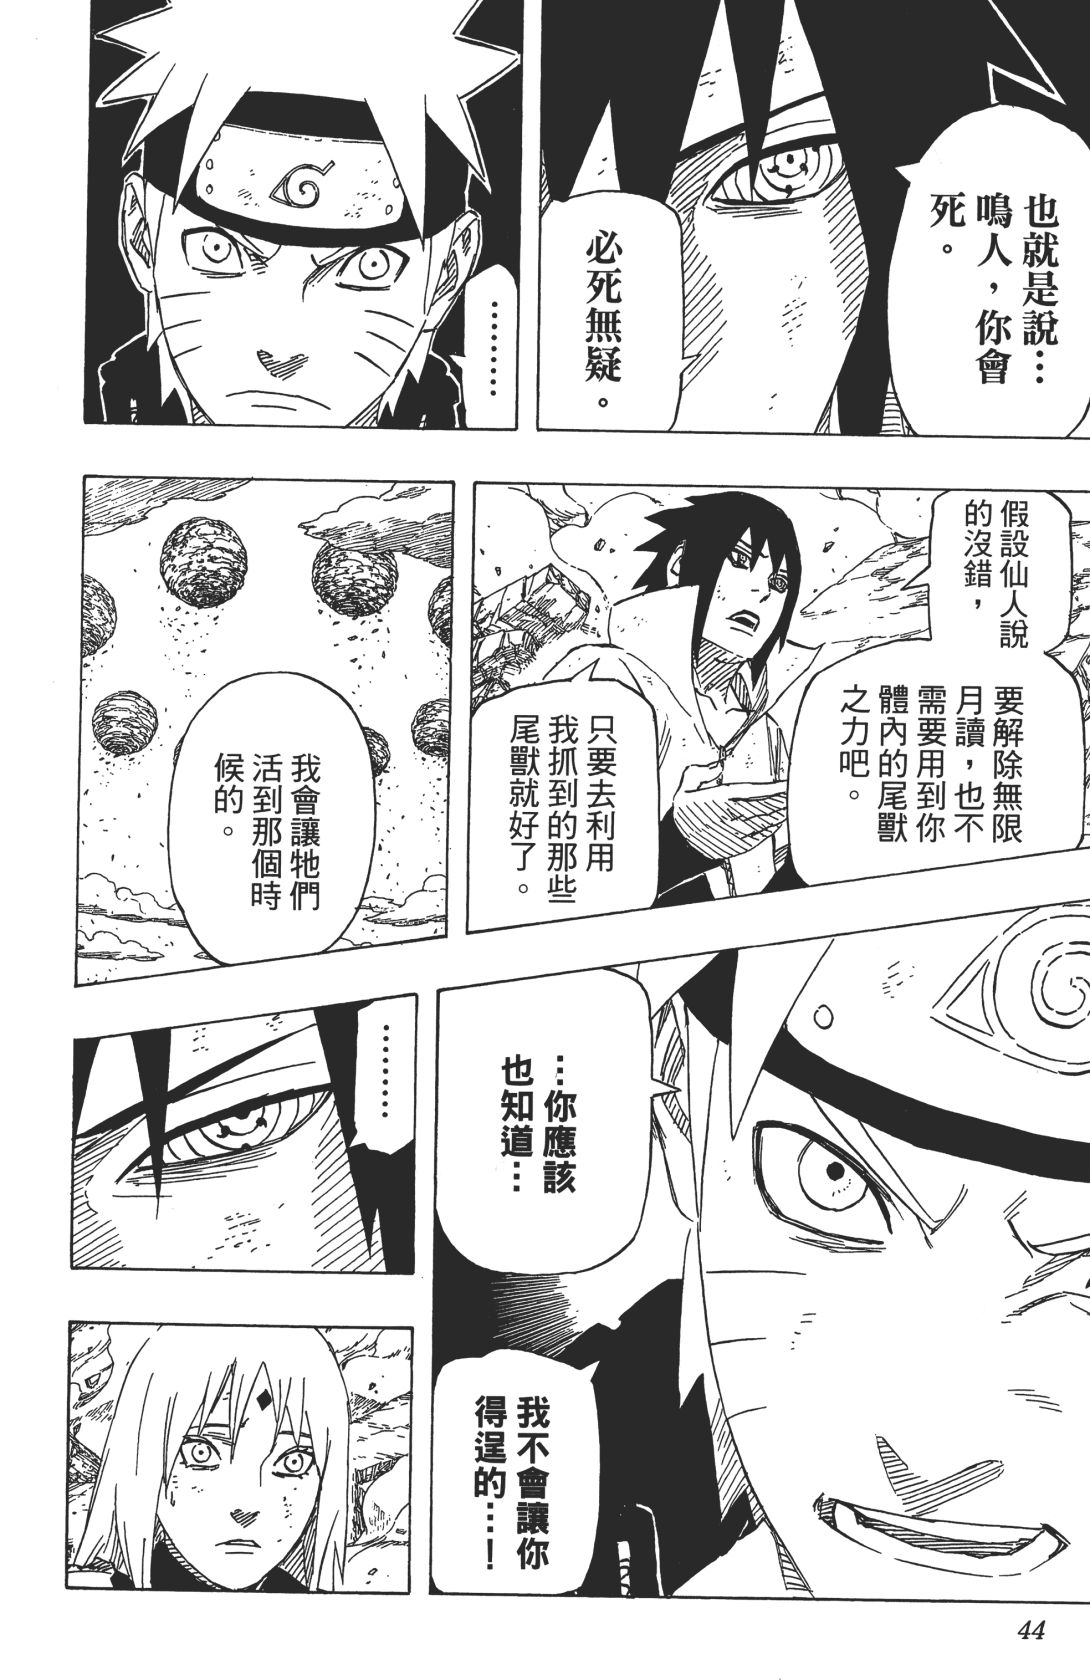 也就是說…
鳴人，你會
死。
必死無疑。
………
假設仙人說
的沒錯，
要解除無限
月讀，也不
需要用到你
體內的尾獸
之力吧。
只要去利用
我抓到的那些
尾獸就好了。
我會讓牠們
活到那個時
候的。
…你應該
也知道…
我不會讓你
得逞的…！
………
44